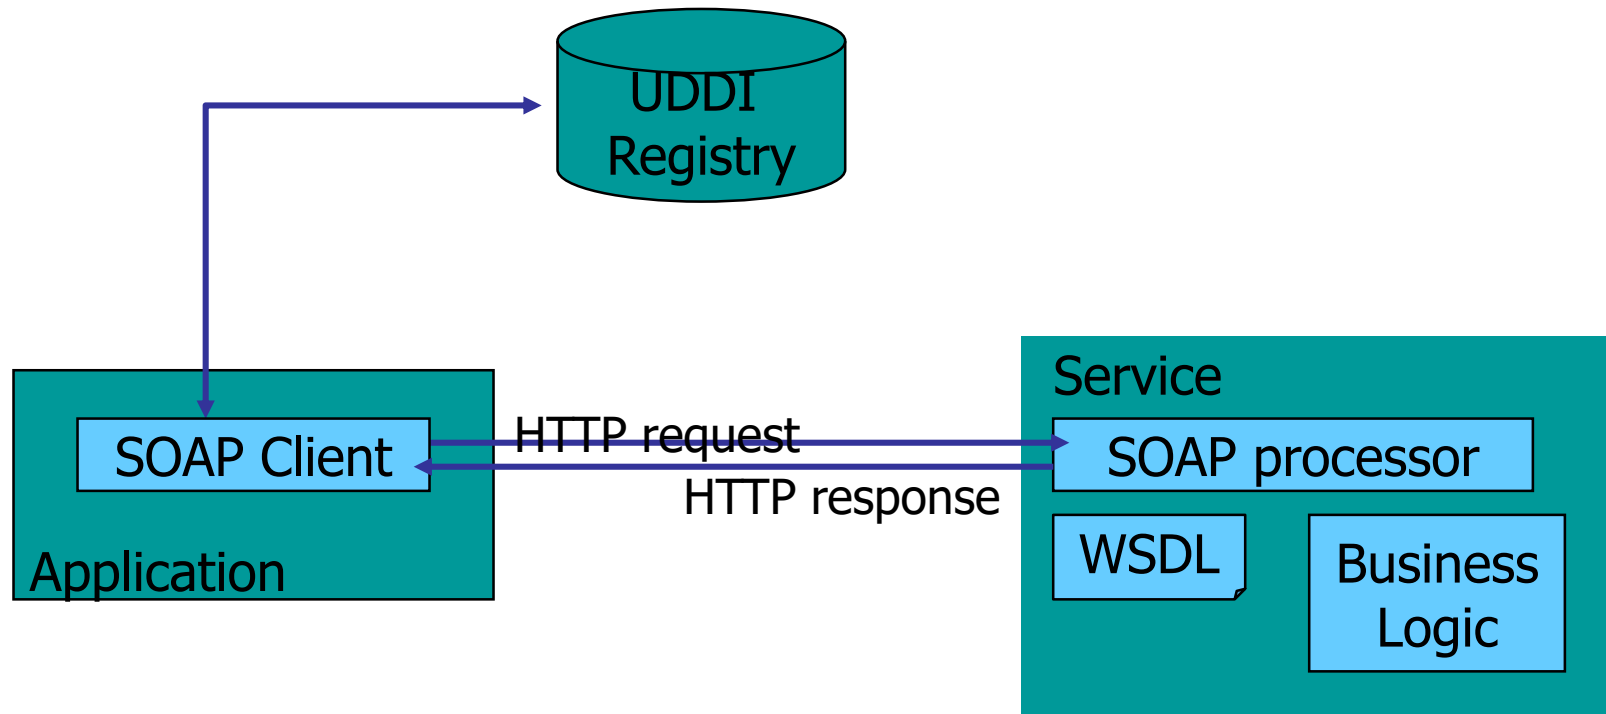 UDDI
Registry
Service
HTTP request
SOAP Client
SOAP processor
HTTP response
WSDL
Business
Logic
Application